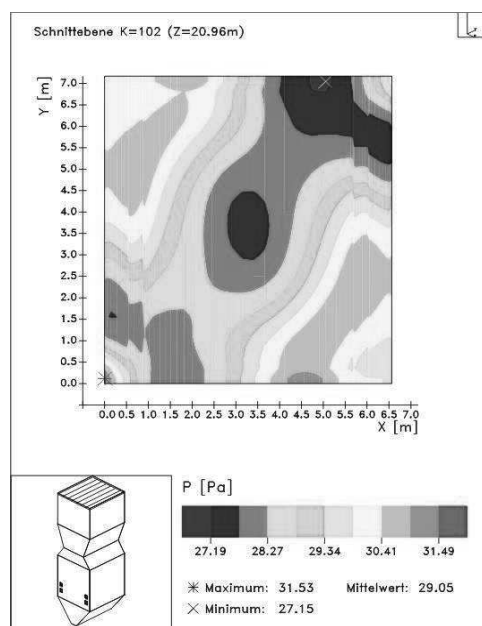 Schnittebene K=102 (Z=20.96m)
Y [m]
7.0
6.0
5.5
5.0
4.5
4.0
3.5
3.0
2.5
2.0
1.5
1.0
0.5
0.0
0.0 0.5 1.0 1.5 2.0 2.5 3.0 3.5 4.0 4.5 5.0 5.5 6.0 6.5 7.0
X [m]
P [Pa]
27.19 28.27 29.34 30.41 31.49
Maximum: 31.53 Mittelwert: 29.05
Minimum: 27.15